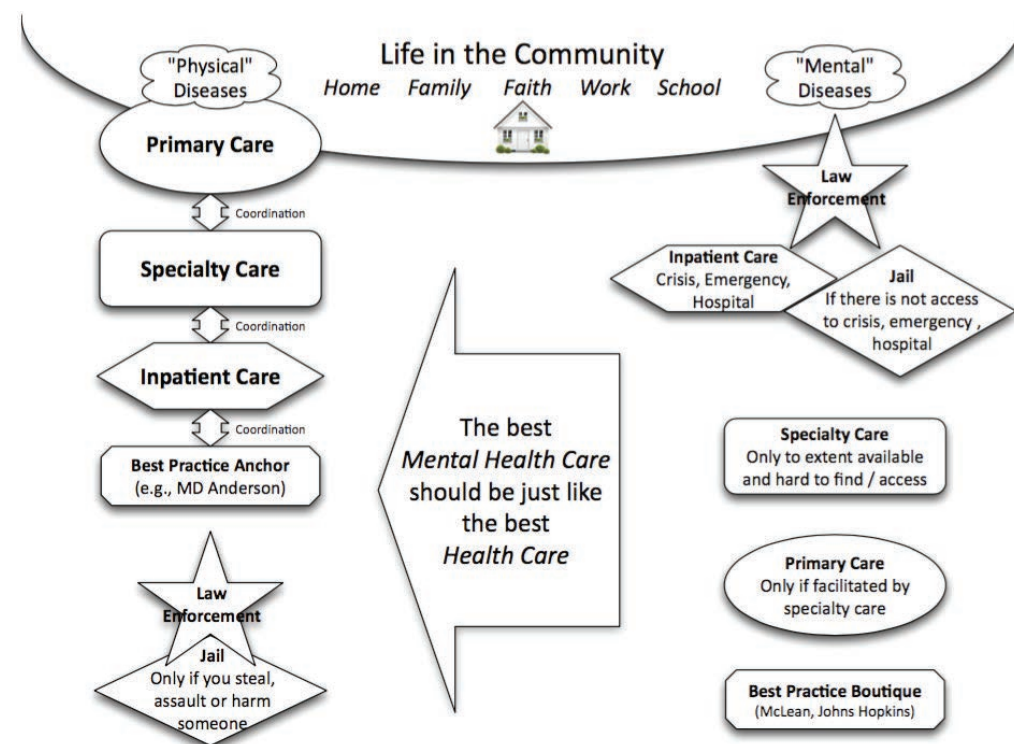 Life in the Community
Home Family Faith Work School
"Physical"
Diseases
Primary Care
Coordination
Specialty Care
Coordination
Inpatient Care
Coordination
Best Practice Anchor
(e.g., MD Anderson)
Law
Enforcement
Jail
Only if you steal,
assault or harm
someone
The best
Mental Health Care
should be just like
the best
Health Care
"Mental"
Diseases
Law
Enforcement
Inpatient Care
Crisis, Emergency,
Hospital
Jail
If there is not access
to crisis, emergency ,
hospital
Specialty Care
Only to extent available
and hard to find / access
Primary Care
Only if facilitated by
specialty care
Best Practice Boutique
(McLean, Johns Hopkins)